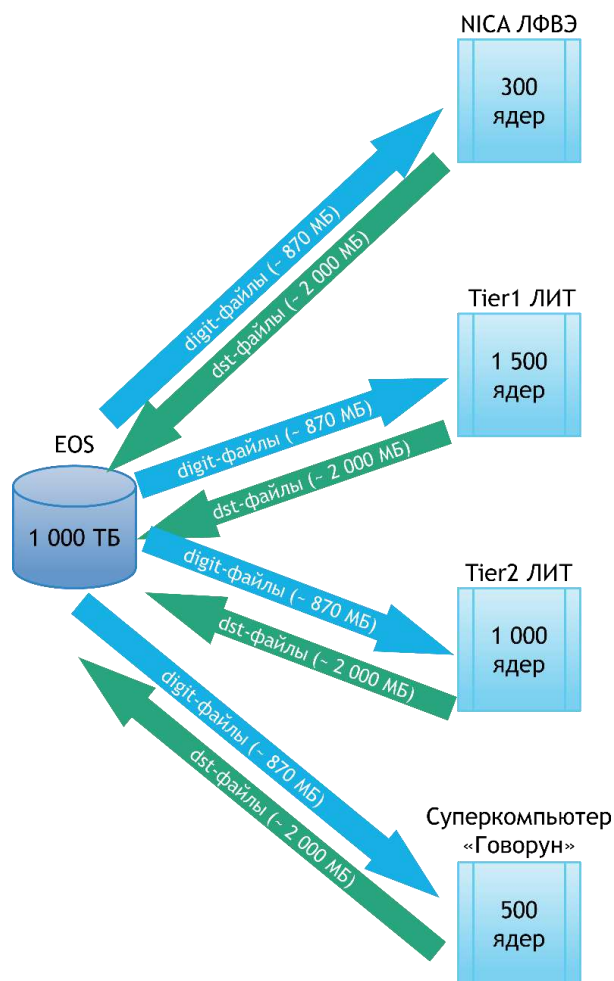 NICA ЛФВЭ
300
ядер
digit-файлы (~ 870 МБ)
dst-файлы (~ 2 000 МБ)
Tier1 ЛИТ
1 500
ядер
digit-файлы (~ 870 МБ)
dst-файлы (~ 2 000 МБ)
EOS
1 000 ТБ
digit-файлы (~ 870 МБ)
dst-файлы (~ 2 000 МБ)
Tier2 ЛИТ
1 000
ядер
digit-файлы (~ 870 МБ)
dst-файлы (~ 2 000 МБ)
Суперкомпьютер
«Говорун»
500
ядер